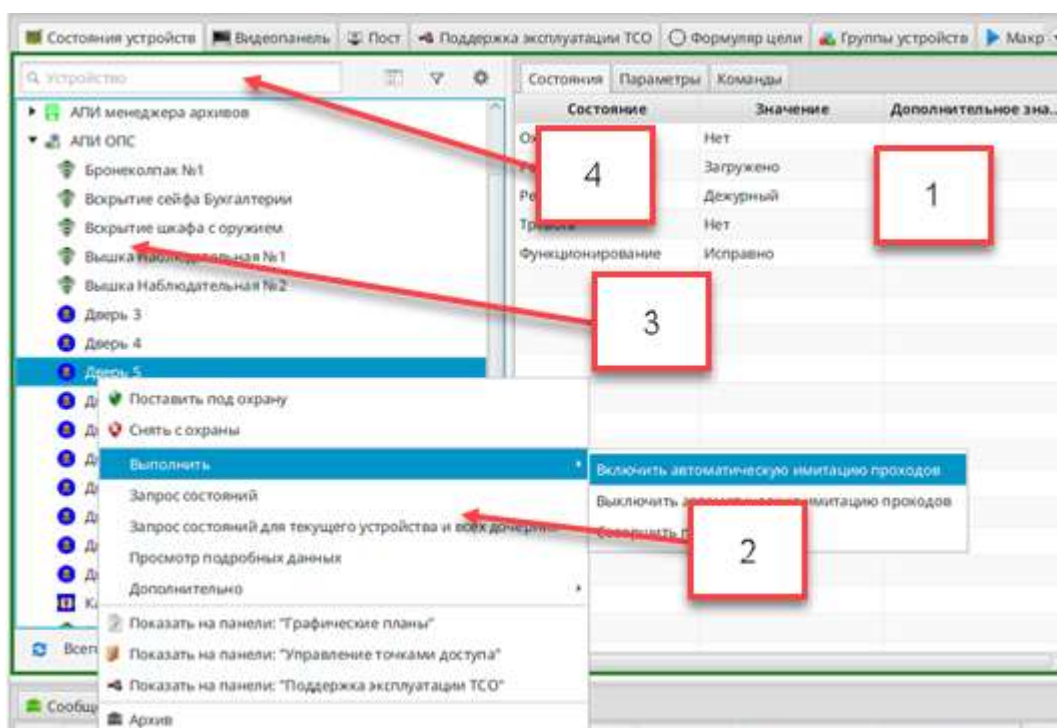 Состояния устройств Видеопанель Пост Поддержка эксплуатации ТСО Формуляр цели Группы устройств Макр
Устройство
Состояния Параметры Команды
Состояние Значение Дополнительное зна...
АПИ менеджера архивов
АПИ ОПС
Бронеколпак №1
Вскрытие сейфа Бухгалтерии
Вскрытие шкафа с оружием
Вышка Наблюдательная №1
Вышка Наблюдательная №2
Дверь 3
Дверь 4
Дверь 5
Нет
Загружено
Дежурный
Тревога Нет
Функционирование Исправно
4
1
3
2
Поставить под охрану
Снять с охраны
Выполнить
Запрос состояний
Запрос состояний для текущего устройства и всех
Просмотр подробных данных
Дополнительно
Показать на панели: "Графические планы"
Показать на панели: "Управление точками доступа"
Показать на панели: "Поддержка эксплуатации ТСО"
Архив
Включить автоматическую имитацию проходов
Выключить имитацию проходов